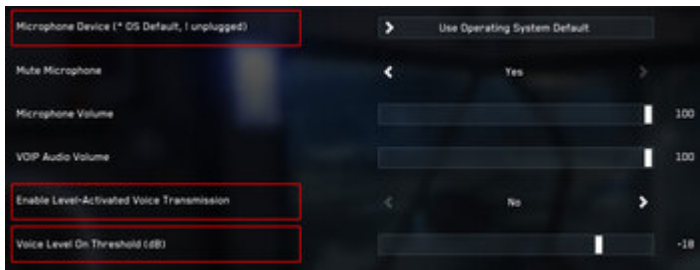 Microphone Device (* OS Default, ! unplugged)
Use Operating System Default
Mute Microphone
Yes
Microphone Volume
100
VOIP Audio Volume
100
Enable Level-Activated Voice Transmission
No
Voice Level On Threshold (dB)
-18